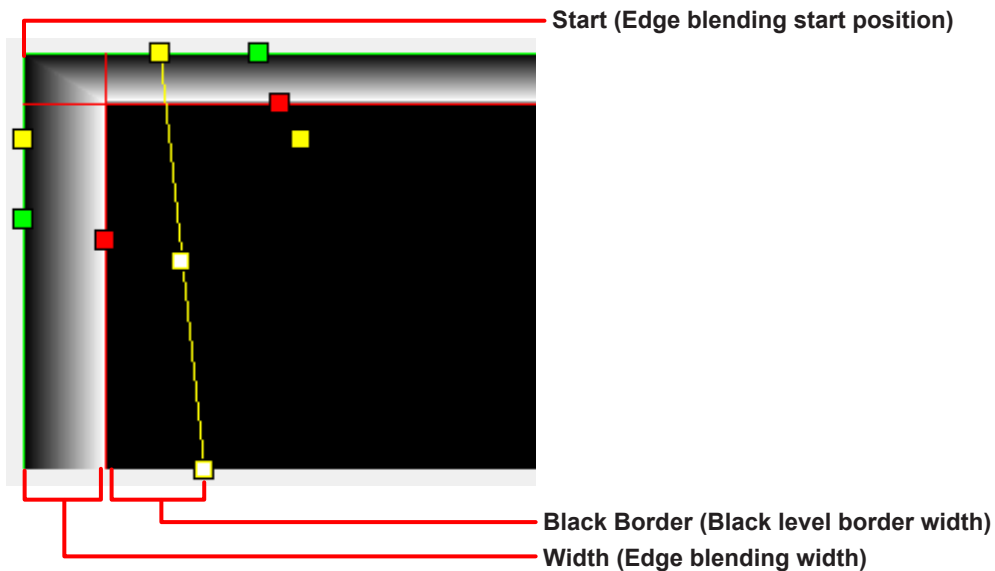 Start (Edge blending start position)
Black Border (Black level border width)
Width (Edge blending width)